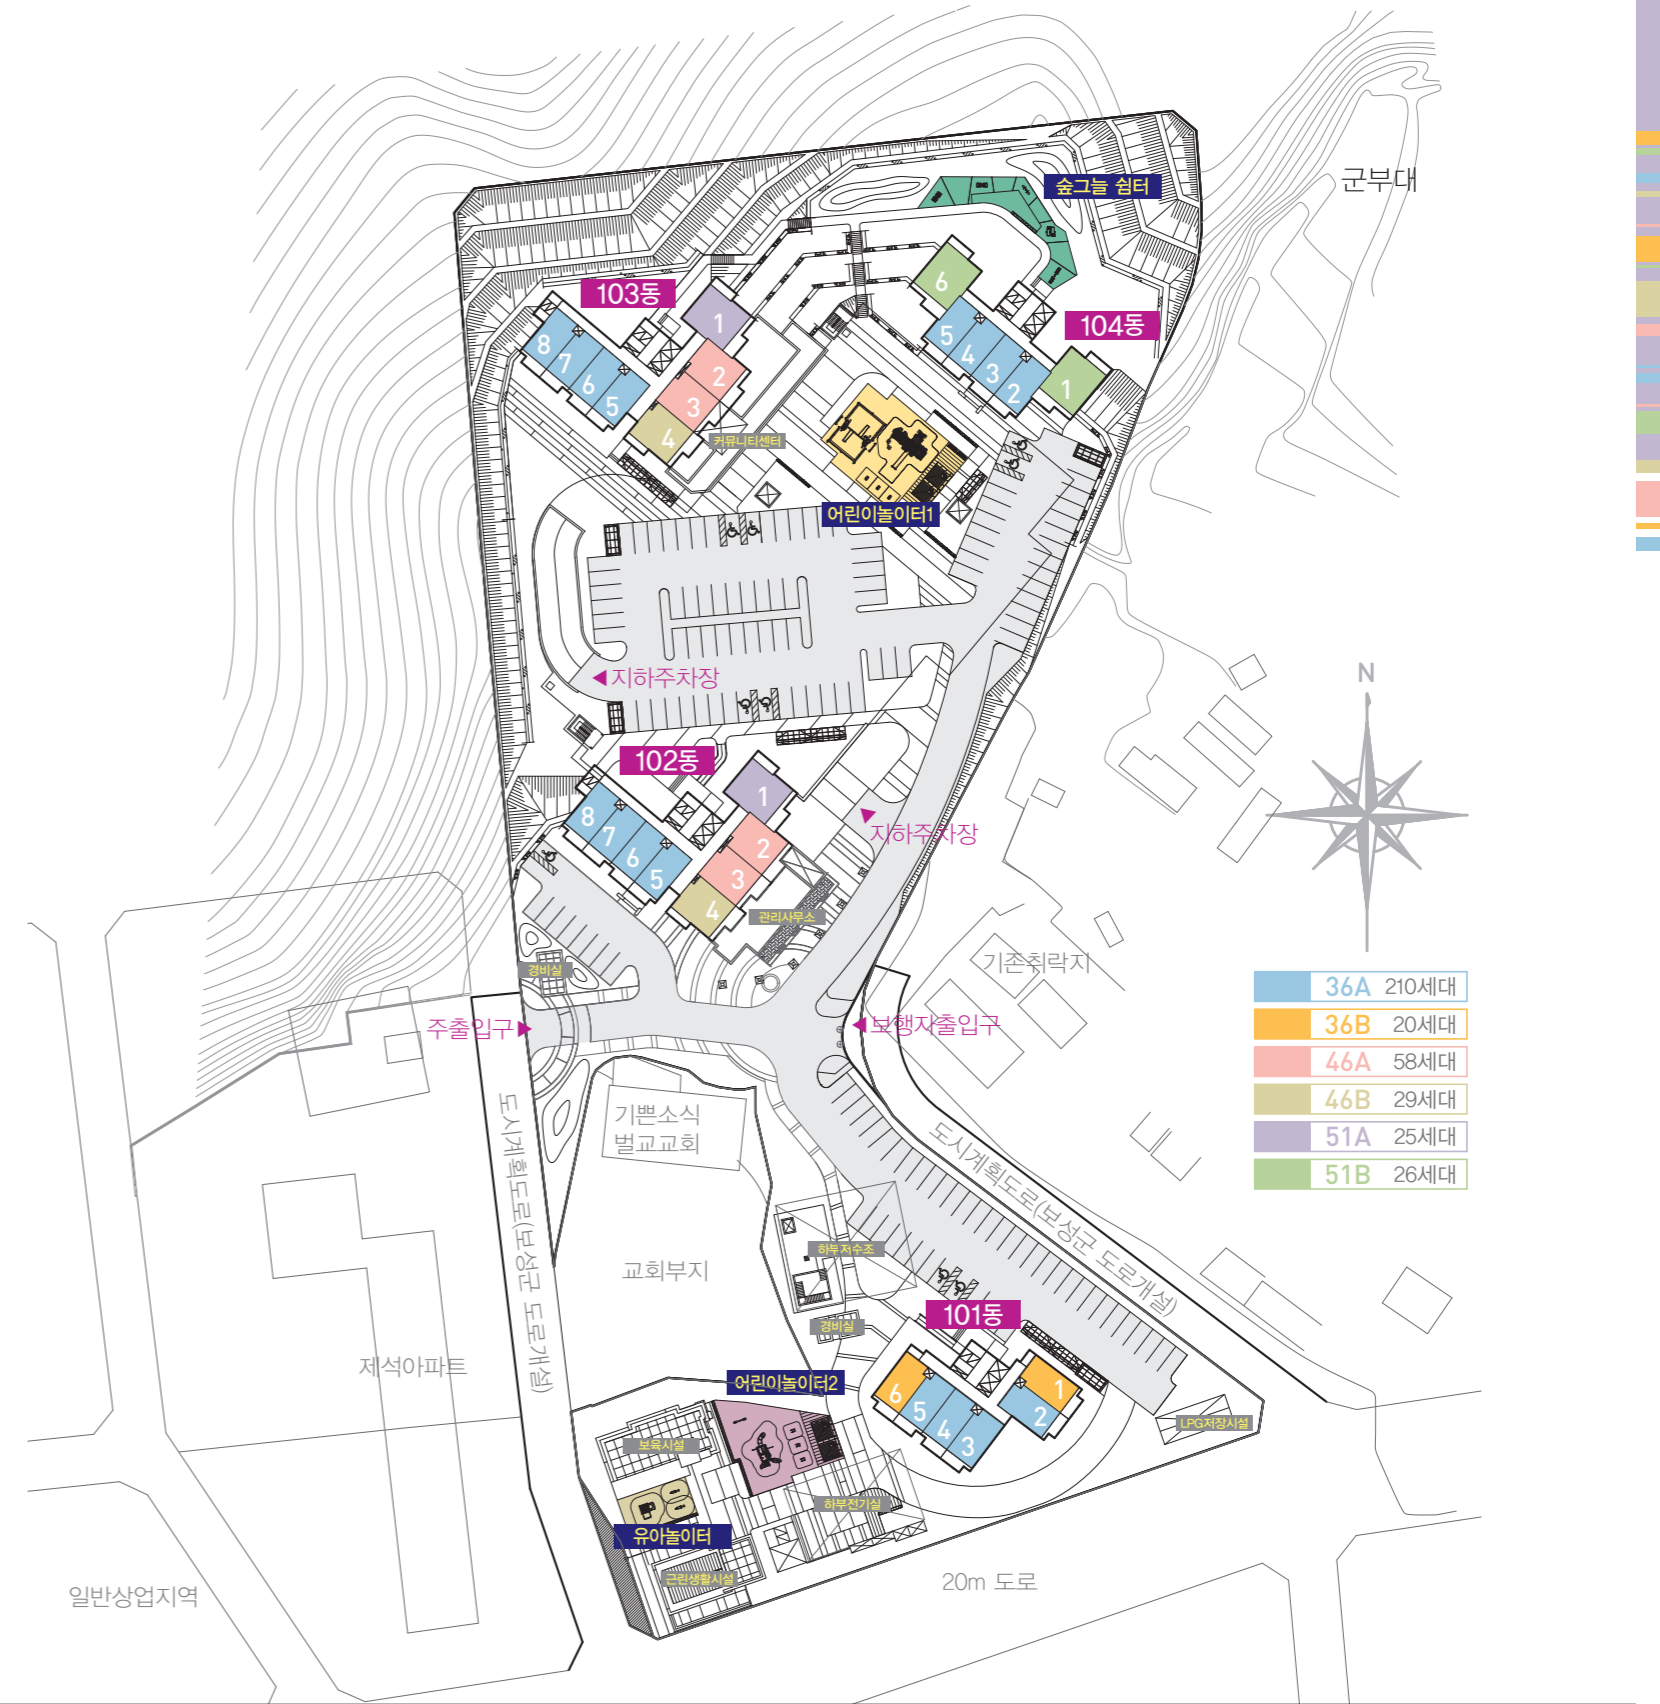 군부대
숲그늘 쉼터
103동
1
2
3
4
5
6
7
8
커뮤니티센터
104동
6
5
4
3
2
1
어린이놀이터1
지하주차장
102동
1
2
3
4
5
6
7
8
지하주차장
관리사무소
경비실
주출입구
보행자출입구
기존취락지
N
36A 210세대
36B 20세대
46A 58세대
46B 29세대
51A 25세대
51B 26세대
기쁜소식
벌교교회
도시계획도로(보성군 도로개설)
도시계획도로(보성군 도로개설)
교회부지
하부저수조
경비실
101동
6
5
4
3
2
1
제석아파트
어린이놀이터2
보육시설
LPG저장시설
하부전기실
유아놀이터
근린생활시설
20m 도로
일반상업지역